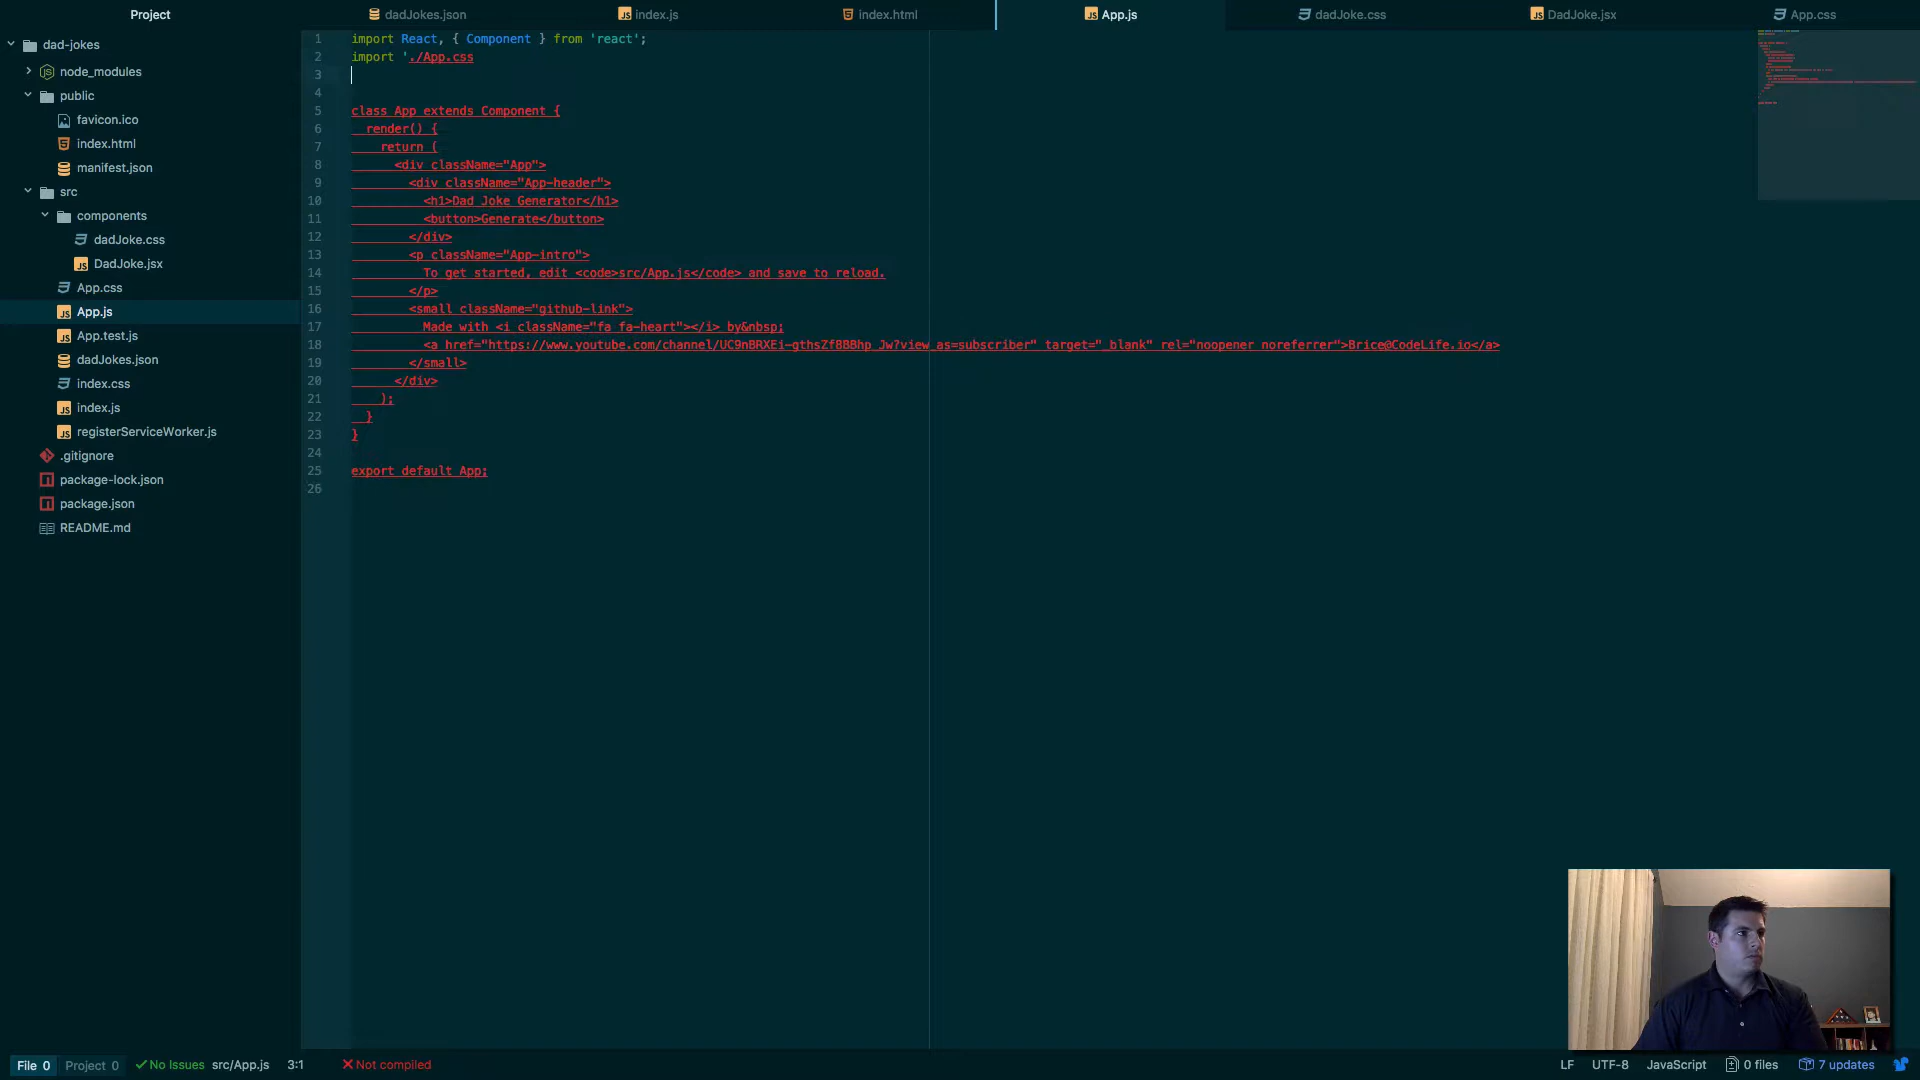 Project
dadJokes.json
index.js
index.html
App.js
dadJoke.css
DadJoke.jsx
App.css
dad-jokes
node_modules
public
favicon.ico
index.html
manifest.json
src
components
dadJoke.css
DadJoke.jsx
App.css
App.js
App.test.js
dadJokes.json
index.css
index.js
registerServiceWorker.js
.gitignore
package-lock.json
package.json
README.md
1 import React, { Component } from 'react';
2 import './App.css
3
4
5 class App extends Component {
6 render() {
7 return (
8 <div className="App">
9 <div className="App-header">
10 <h1>Dad Joke Generator</h1>
11 <button>Generate</button>
12 </div>
13 <p className="App-intro">
14 To get started, edit <code>src/App.js</code> and save to reload.
15 </p>
16 <small className="github-link">
17 Made with <i className="fa fa-heart"></i> by&nbsp;
18 <a href="https://www.youtube.com/channel/UC9nBRXEi-gthsZf8BBhp_Jw?view_as=subscriber" target="_blank" rel="noopener noreferrer">Brice@CodeLife.io</a>
19 </small>
20 </div>
21 );
22 }
23 }
24
25 export default App;
26
File 0 Project 0 No Issues src/App.js 3:1 Not compiled LF UTF-8 JavaScript 0 files 7 updates